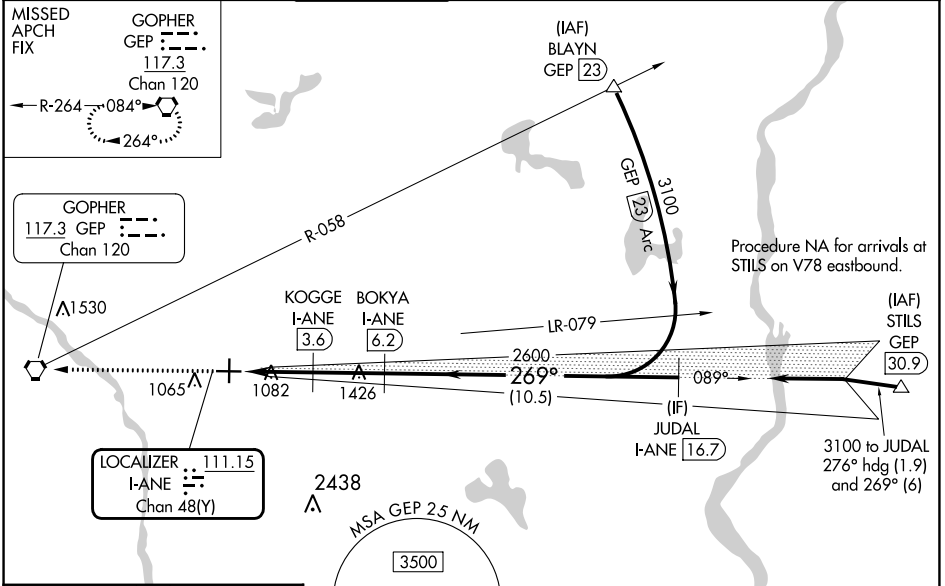 MISSED
APCH
FIX
GOPHER
GEP
117.3
Chan 120
R-264
084°
264°
(IAF)
BLAYN
GEP 23
GOPHER
117.3 GEP
Chan 120
R-058
3100
GEP 23 Arc
Procedure NA for arrivals at
STILS on V78 eastbound.
1530
KOGGE
I-ANE
3.6
BOKYA
I-ANE
6.2
LR-079
(IAF)
STILS
GEP
30.9
2600
269°
089°
1065
1082
1426
(10.5)
(IF)
JUDAL
I-ANE 16.7
3100 to JUDAL
276° hdg (1.9)
and 269° (6)
LOCALIZER 111.15
I-ANE
Chan 48(Y)
2438
MSA GEP 25 NM
3500